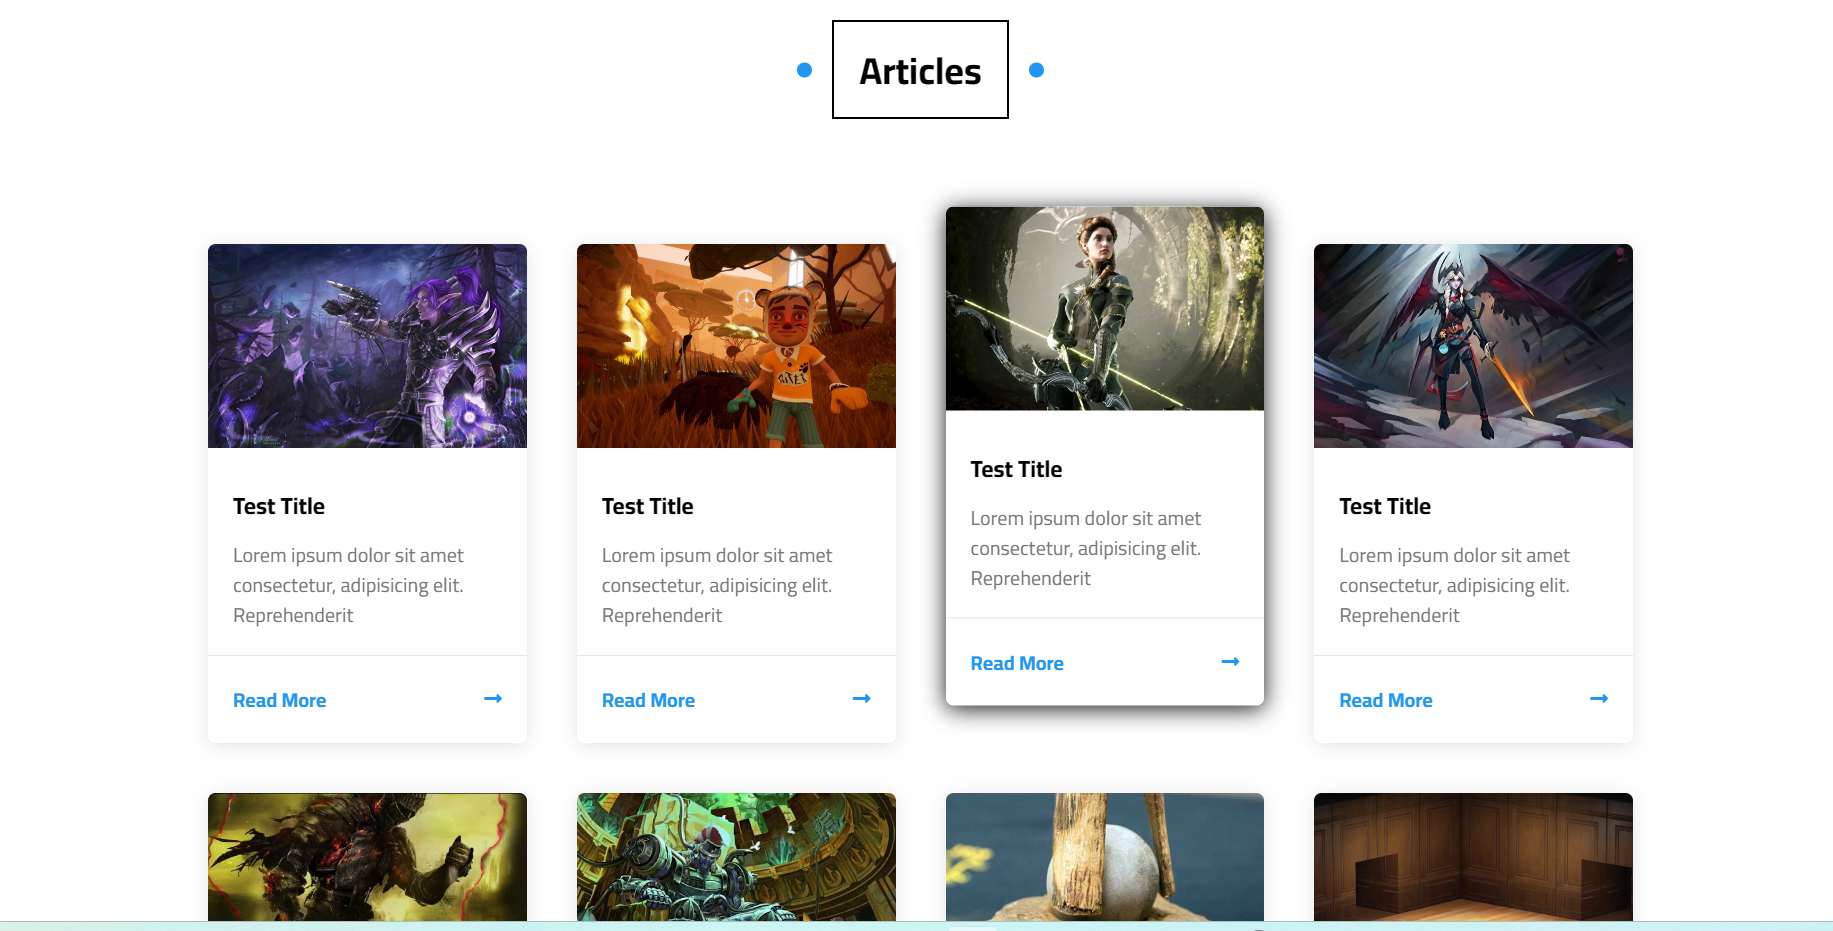 Articles
Test Title
Lorem ipsum dolor sit amet
consectetur, adipisicing elit.
Reprehenderit
Read More
Test Title
Lorem ipsum dolor sit amet
consectetur, adipisicing elit.
Reprehenderit
Read More
Test Title
Lorem ipsum dolor sit amet
consectetur, adipisicing elit.
Reprehenderit
Read More
Test Title
Lorem ipsum dolor sit amet
consectetur, adipisicing elit.
Reprehenderit
Read More